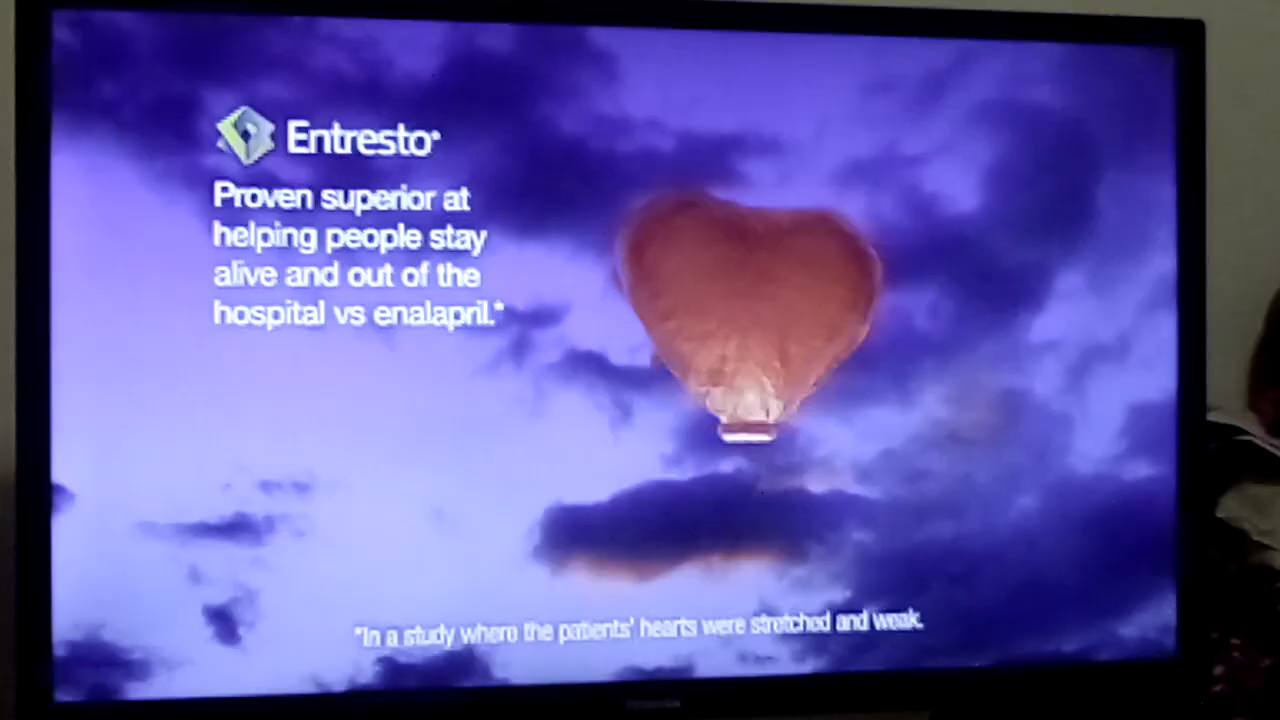 Entresto®
Proven superior at
helping people stay
alive and out of the
hospital vs enalapril.*
*In a study where the patients' hearts were stretched and weak.
TOSHIBA